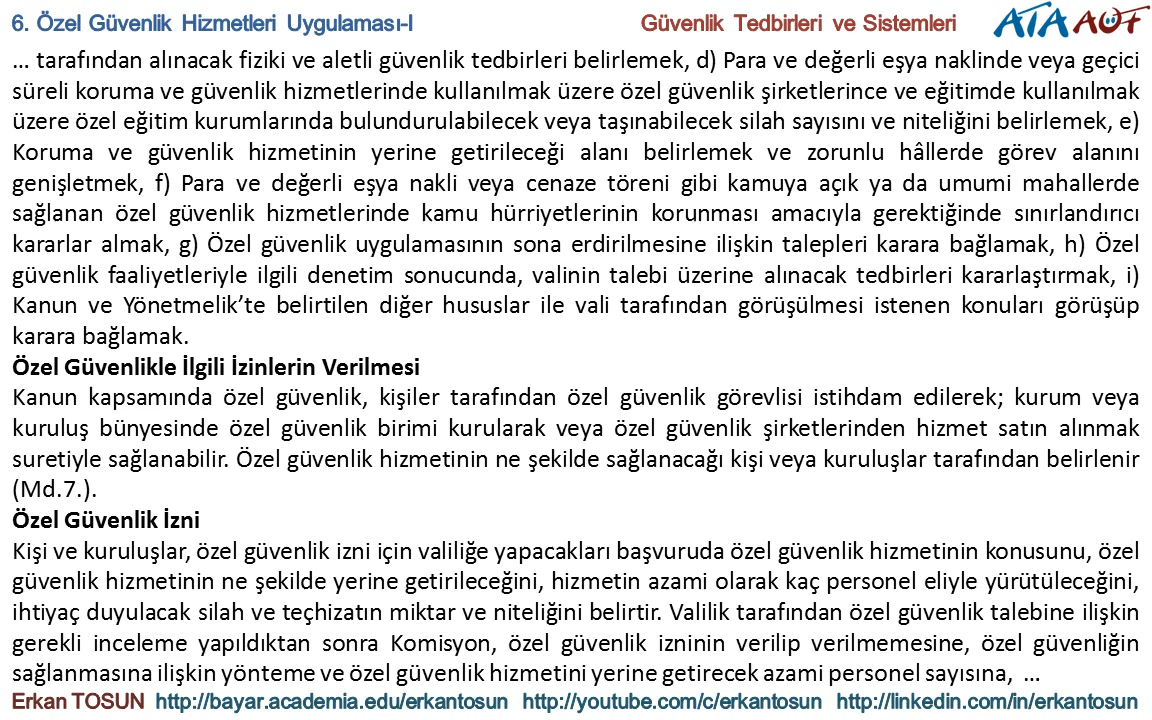 6. Özel Güvenlik Hizmetleri Uygulaması-I Güvenlik Tedbirleri ve Sistemleri ATA AÖF
... tarafından alınacak fiziki ve aletli güvenlik tedbirleri belirlemek, d) Para ve değerli eşya naklinde veya geçici
süreli koruma ve güvenlik hizmetlerinde kullanılmak üzere özel güvenlik şirketlerince ve eğitimde kullanılmak
üzere özel eğitim kurumlarında bulundurulabilecek veya taşınabilecek silah sayısını ve niteliğini belirlemek, e)
Koruma ve güvenlik hizmetinin yerine getirileceği alanı belirlemek ve zorunlu hâllerde görev alanını
genişletmek, f) Para ve değerli eşya nakli veya cenaze töreni gibi kamuya açık ya da umumi mahallerde
sağlanan özel güvenlik hizmetlerinde kamu hürriyetlerinin korunması amacıyla gerektiğinde sınırlandırıcı
kararlar almak, g) Özel güvenlik uygulamasının sona erdirilmesine ilişkin talepleri karara bağlamak, h) Özel
güvenlik faaliyetleriyle ilgili denetim sonucunda, valinin talebi üzerine alınacak tedbirleri kararlaştırmak, i)
Kanun ve Yönetmelik'te belirtilen diğer hususlar ile vali tarafından görüşülmesi istenen konuları görüşüp
karara bağlamak.
Özel Güvenlikle İlgili İzinlerin Verilmesi
Kanun kapsamında özel güvenlik, kişiler tarafından özel güvenlik görevlisi istihdam edilerek; kurum veya
kuruluş bünyesinde özel güvenlik birimi kurularak veya özel güvenlik şirketlerinden hizmet satın alınmak
suretiyle sağlanabilir. Özel güvenlik hizmetinin ne şekilde sağlanacağı kişi veya kuruluşlar tarafından belirlenir
(Md.7.).
Özel Güvenlik İzni
Kişi ve kuruluşlar, özel güvenlik izni için valiliğe yapacakları başvuruda özel güvenlik hizmetinin konusunu, özel
güvenlik hizmetinin ne şekilde yerine getirileceğini, hizmetin azami olarak kaç personel eliyle yürütüleceğini,
ihtiyaç duyulacak silah ve teçhizatın miktar ve niteliğini belirtir. Valilik tarafından özel güvenlik talebine ilişkin
gerekli inceleme yapıldıktan sonra Komisyon, özel güvenlik izninin verilip verilmemesine, özel güvenliğin
sağlanmasına ilişkin yönteme ve özel güvenlik hizmetini yerine getirecek azami personel sayısına, ...
Erkan TOSUN http://bayar.academia.edu/erkantosun http://youtube.com/c/erkantosun http://linkedin.com/in/erkantosun